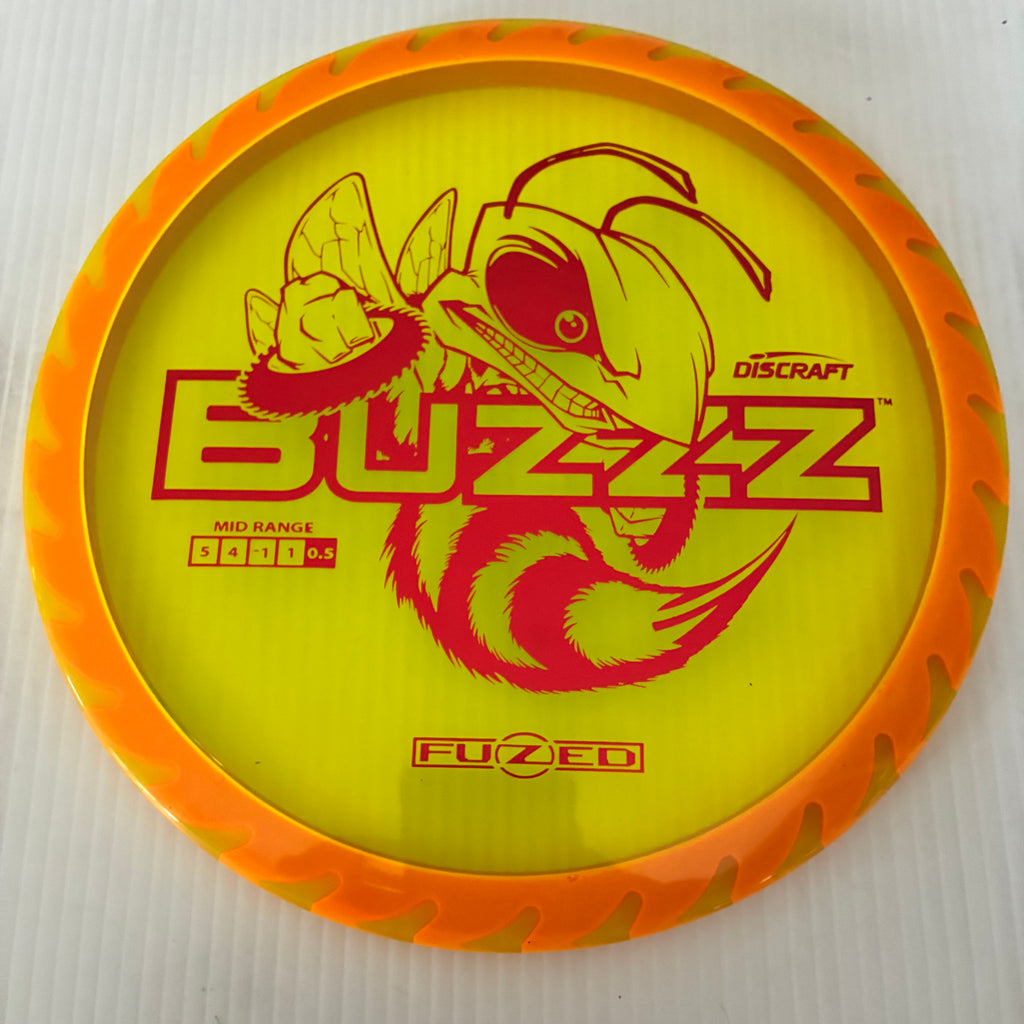 DISCRAFT
BUZZZ™
MID RANGE
5 4 -1 1 0.5
FUZED